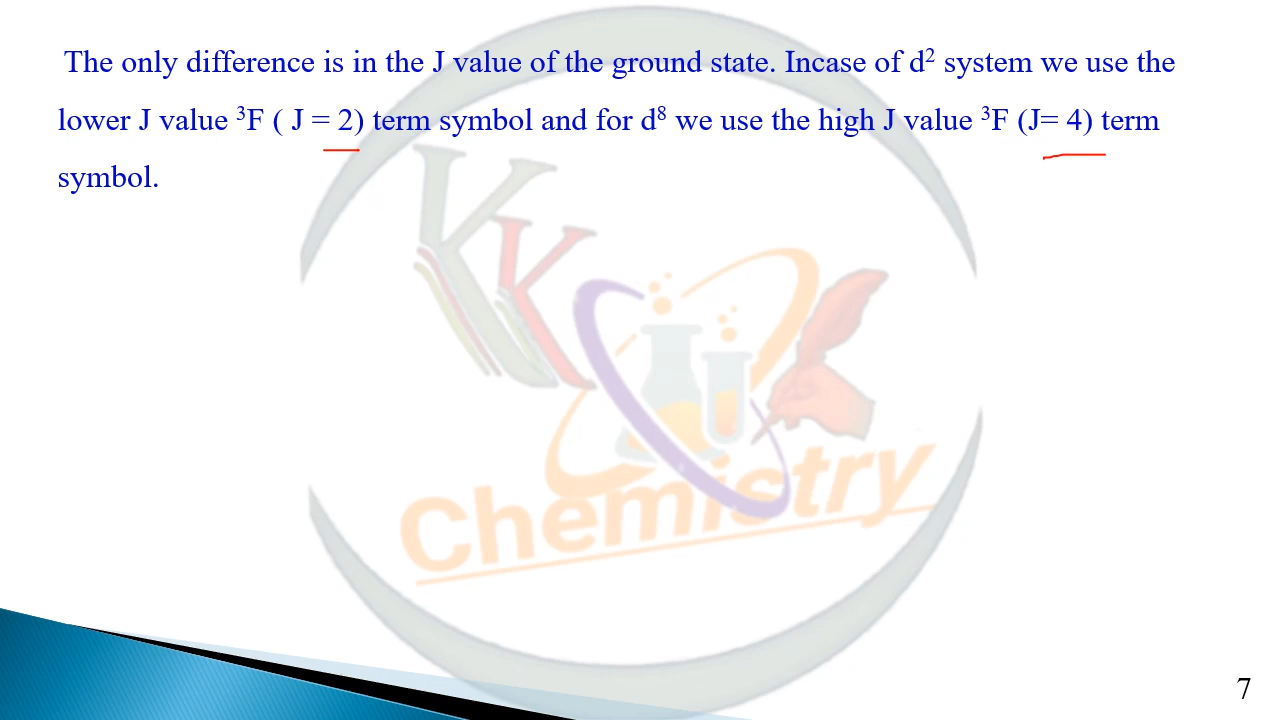 The only difference is in the J value of the ground state. Incase of d² system we use the
lower J value ³F ( J = 2) term symbol and for d⁸ we use the high J value ³F (J= 4) term
symbol.
KK
Chemistry
7